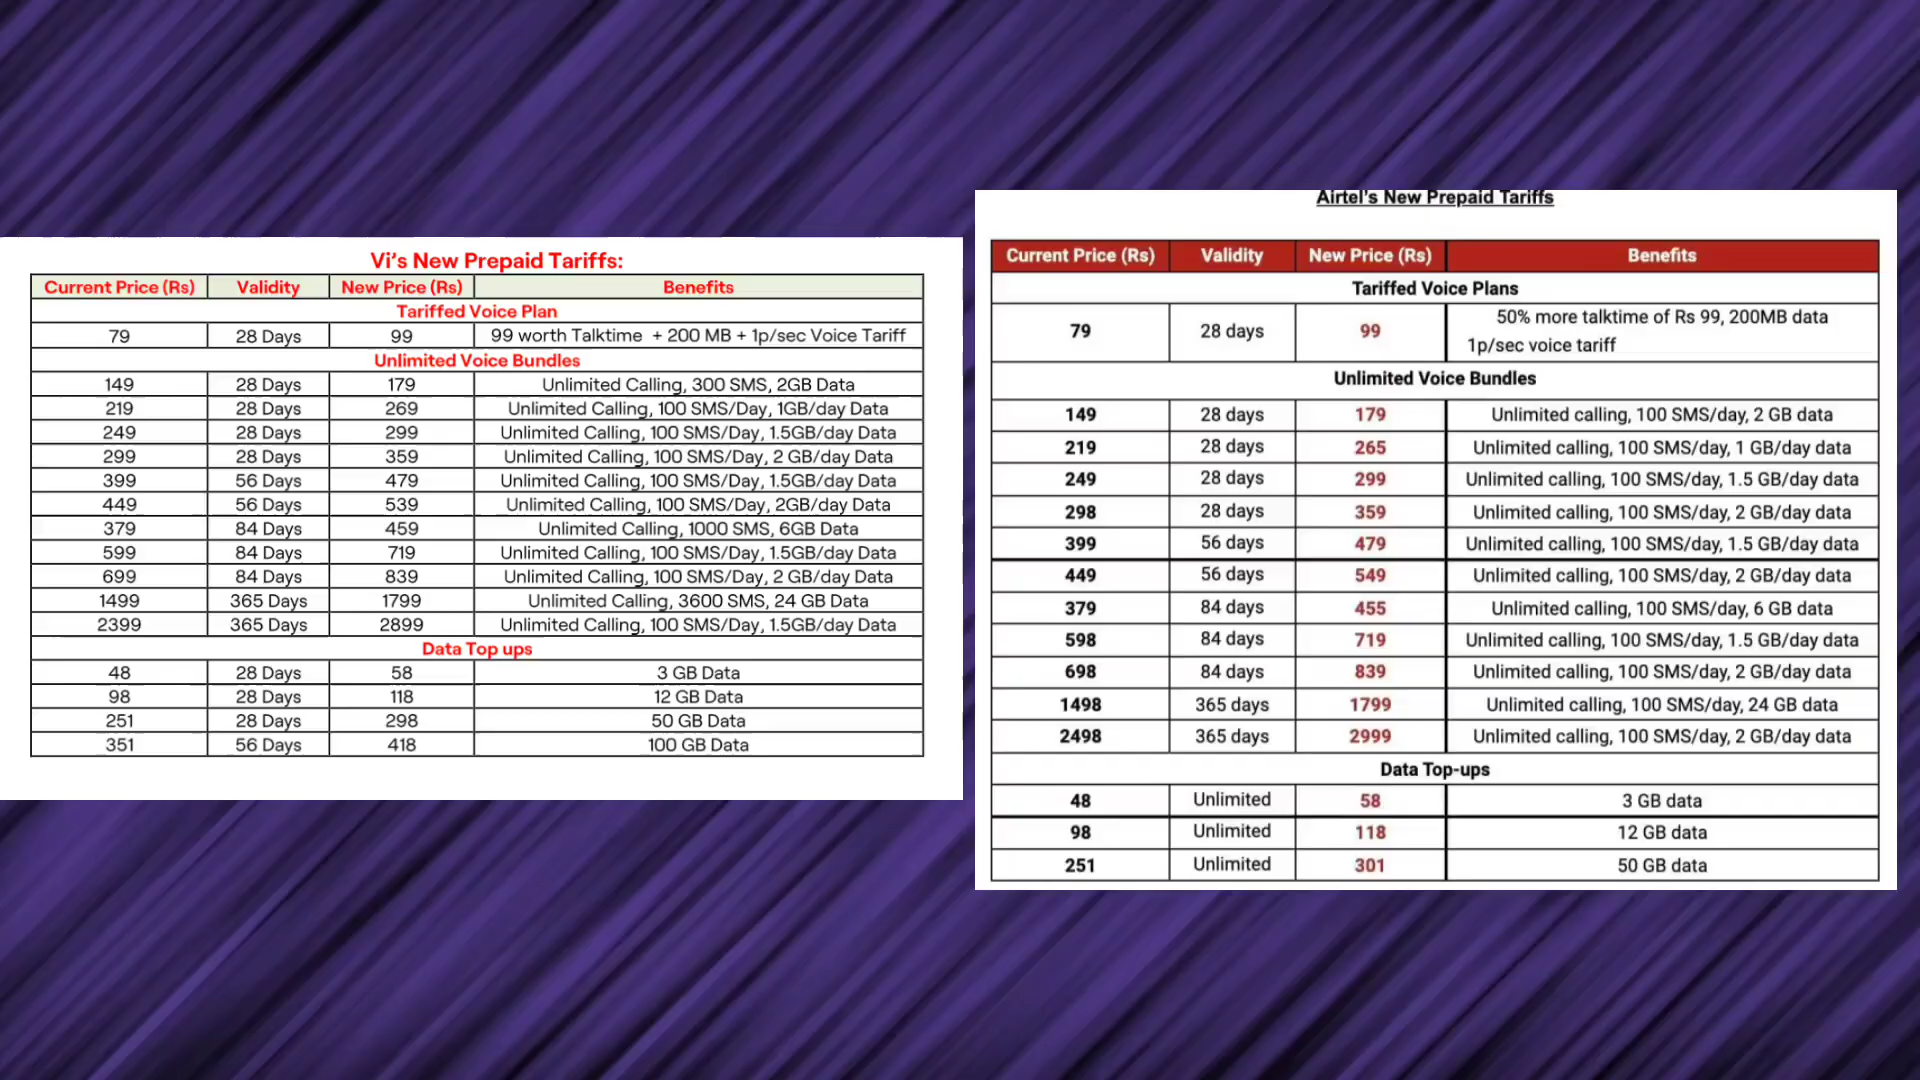 Vi's New Prepaid Tariffs:
Current Price (Rs) Validity New Price (Rs) Benefits
Tariffed Voice Plan
79 28 Days 99 99 worth Talktime + 200 MB + 1p/sec Voice Tariff
Unlimited Voice Bundles
149 28 Days 179 Unlimited Calling, 300 SMS, 2GB Data
219 28 Days 269 Unlimited Calling, 100 SMS/Day, 1GB/day Data
249 28 Days 299 Unlimited Calling, 100 SMS/Day, 1.5GB/day Data
299 28 Days 359 Unlimited Calling, 100 SMS/Day, 2 GB/day Data
399 56 Days 479 Unlimited Calling, 100 SMS/Day, 1.5GB/day Data
449 56 Days 539 Unlimited Calling, 100 SMS/Day, 2GB/day Data
379 84 Days 459 Unlimited Calling, 1000 SMS, 6GB Data
599 84 Days 719 Unlimited Calling, 100 SMS/Day, 1.5GB/day Data
699 84 Days 839 Unlimited Calling, 100 SMS/Day, 2 GB/day Data
1499 365 Days 1799 Unlimited Calling, 3600 SMS, 24 GB Data
2399 365 Days 2899 Unlimited Calling, 100 SMS/Day, 1.5GB/day Data
Data Top ups
48 28 Days 58 3 GB Data
98 28 Days 118 12 GB Data
251 28 Days 298 50 GB Data
351 56 Days 418 100 GB Data
Airtel's New Prepaid Tariffs
Current Price (Rs) Validity New Price (Rs) Benefits
Tariffed Voice Plans
79 28 days 99 50% more talktime of Rs 99, 200MB data
1p/sec voice tariff
Unlimited Voice Bundles
149 28 days 179 Unlimited calling, 100 SMS/day, 2 GB data
219 28 days 265 Unlimited calling, 100 SMS/day, 1 GB/day data
249 28 days 299 Unlimited calling, 100 SMS/day, 1.5 GB/day data
298 28 days 359 Unlimited calling, 100 SMS/day, 2 GB/day data
399 56 days 479 Unlimited calling, 100 SMS/day, 1.5 GB/day data
449 56 days 549 Unlimited calling, 100 SMS/day, 2 GB/day data
379 84 days 455 Unlimited calling, 100 SMS/day, 6 GB data
598 84 days 719 Unlimited calling, 100 SMS/day, 1.5 GB/day data
698 84 days 839 Unlimited calling, 100 SMS/day, 2 GB/day data
1498 365 days 1799 Unlimited calling, 100 SMS/day, 24 GB data
2498 365 days 2999 Unlimited calling, 100 SMS/day, 2 GB/day data
Data Top-ups
48 Unlimited 58 3 GB data
98 Unlimited 118 12 GB data
251 Unlimited 301 50 GB data